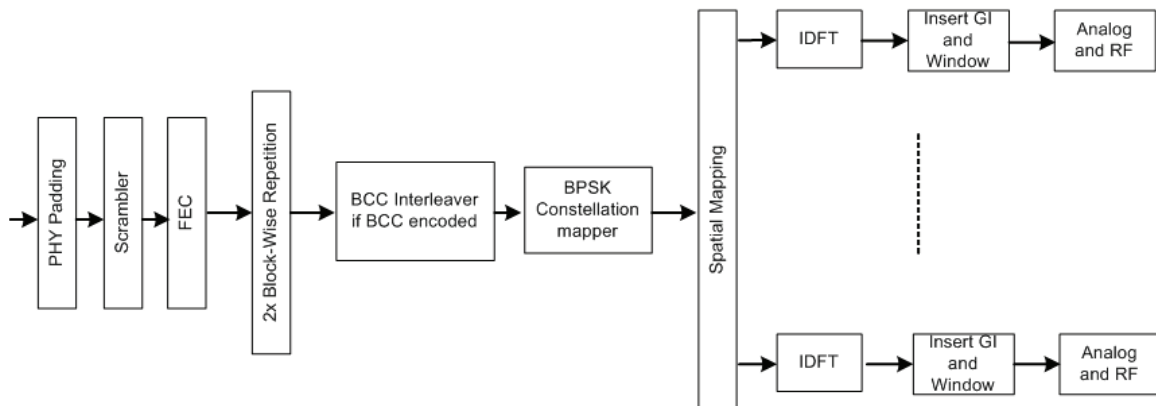 PHY Padding
Scrambler
FEC
2x Block-Wise Repetition
BCC Interleaver
if BCC encoded
BPSK
Constellation
mapper
Spatial Mapping
IDFT
Insert GI
and
Window
Analog
and RF
IDFT
Insert GI
and
Window
Analog
and RF